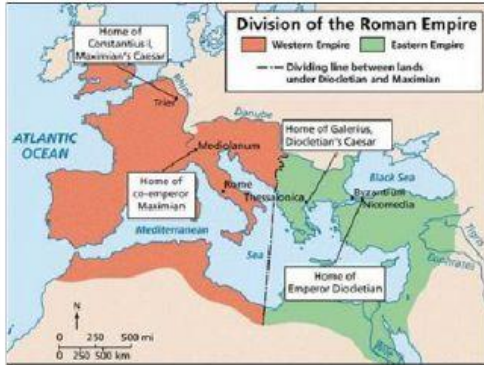 Division of the Roman Empire
Western Empire
Eastern Empire
Dividing line between lands
under Diocletian and Maximian
Home of
Constantius I,
Maximian's Caesar
Rhine
Trier
Danube
ATLANTIC
OCEAN
Home of Galerius,
Diocletian's Caesar
Mediolanum
Black Sea
Home of
co-emperor
Maximian
Rome
Thessalonica
Byzantium
Nicomedia
Mediterranean
Sea
Tigris
Euphrates
Home of
Emperor Diocletian
N
0 250 500 mi
0 250 500 km